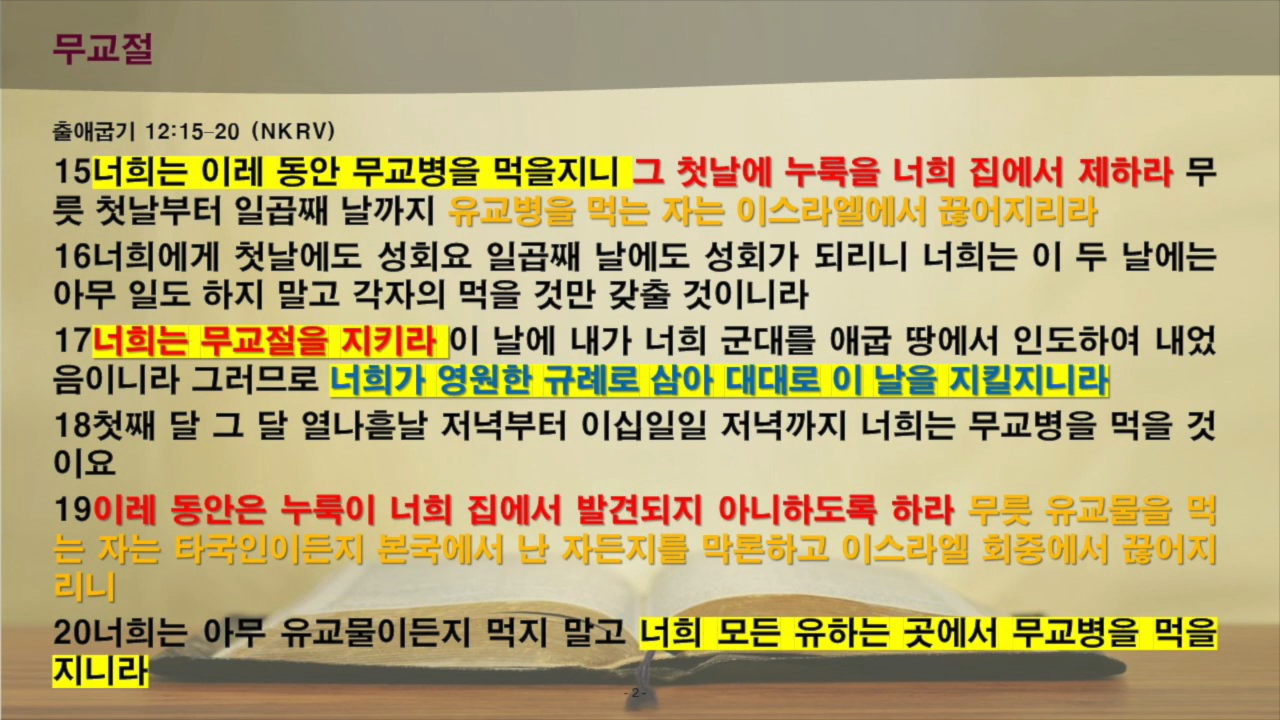 무교절
출애굽기 12:15-20 (NKRV)
15너희는 이레 동안 무교병을 먹을지니 그 첫날에 누룩을 너희 집에서 제하라 무
릇 첫날부터 일곱째 날까지 유교병을 먹는 자는 이스라엘에서 끊어지리라
16너희에게 첫날에도 성회요 일곱째 날에도 성회가 되리니 너희는 이 두 날에는
아무 일도 하지 말고 각자의 먹을 것만 갖출 것이니라
17너희는 무교절을 지키라 이 날에 내가 너희 군대를 애굽 땅에서 인도하여 내었
음이니라 그러므로 너희가 영원한 규례로 삼아 대대로 이 날을 지킬지니라
18첫째 달 그 달 열나흗날 저녁부터 이십일일 저녁까지 너희는 무교병을 먹을 것
이요
19이레 동안은 누룩이 너희 집에서 발견되지 아니하도록 하라 무릇 유교물을 먹
는 자는 타국인이든지 본국에서 난 자든지를 막론하고 이스라엘 회중에서 끊어지
리니
20너희는 아무 유교물이든지 먹지 말고 너희 모든 유하는 곳에서 무교병을 먹을
지니라
- 2 -